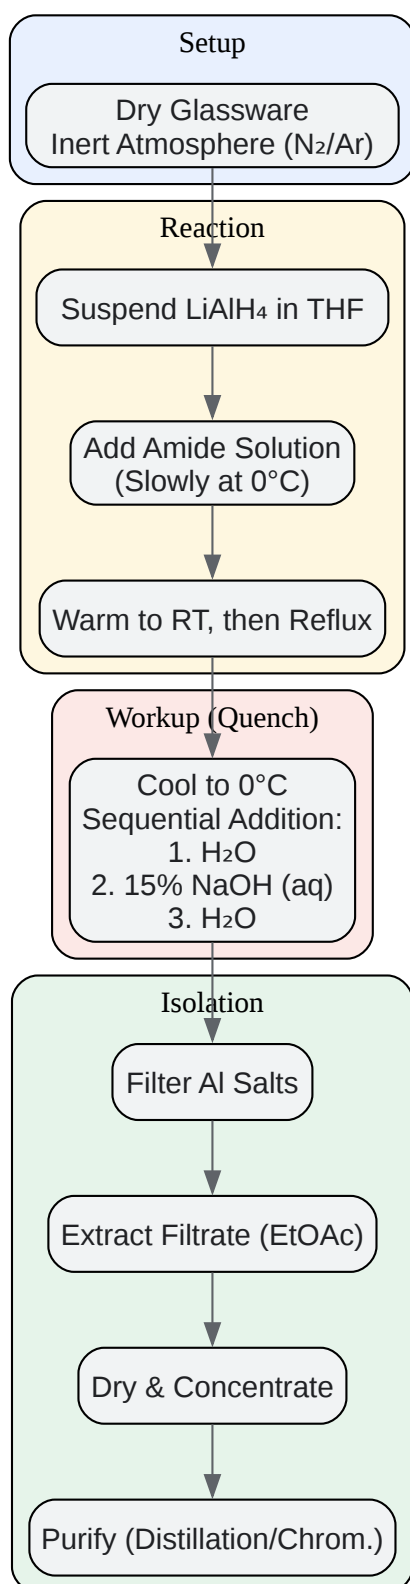 Setup
Dry Glassware
Inert Atmosphere (N₂/Ar)
Reaction
Suspend LiAlH₄ in THF
Add Amide Solution
(Slowly at 0°C)
Warm to RT, then Reflux
Workup (Quench)
Cool to 0°C
Sequential Addition:
1. H₂O
2. 15% NaOH (aq)
3. H₂O
Isolation
Filter Al Salts
Extract Filtrate (EtOAc)
Dry & Concentrate
Purify (Distillation/Chrom.)